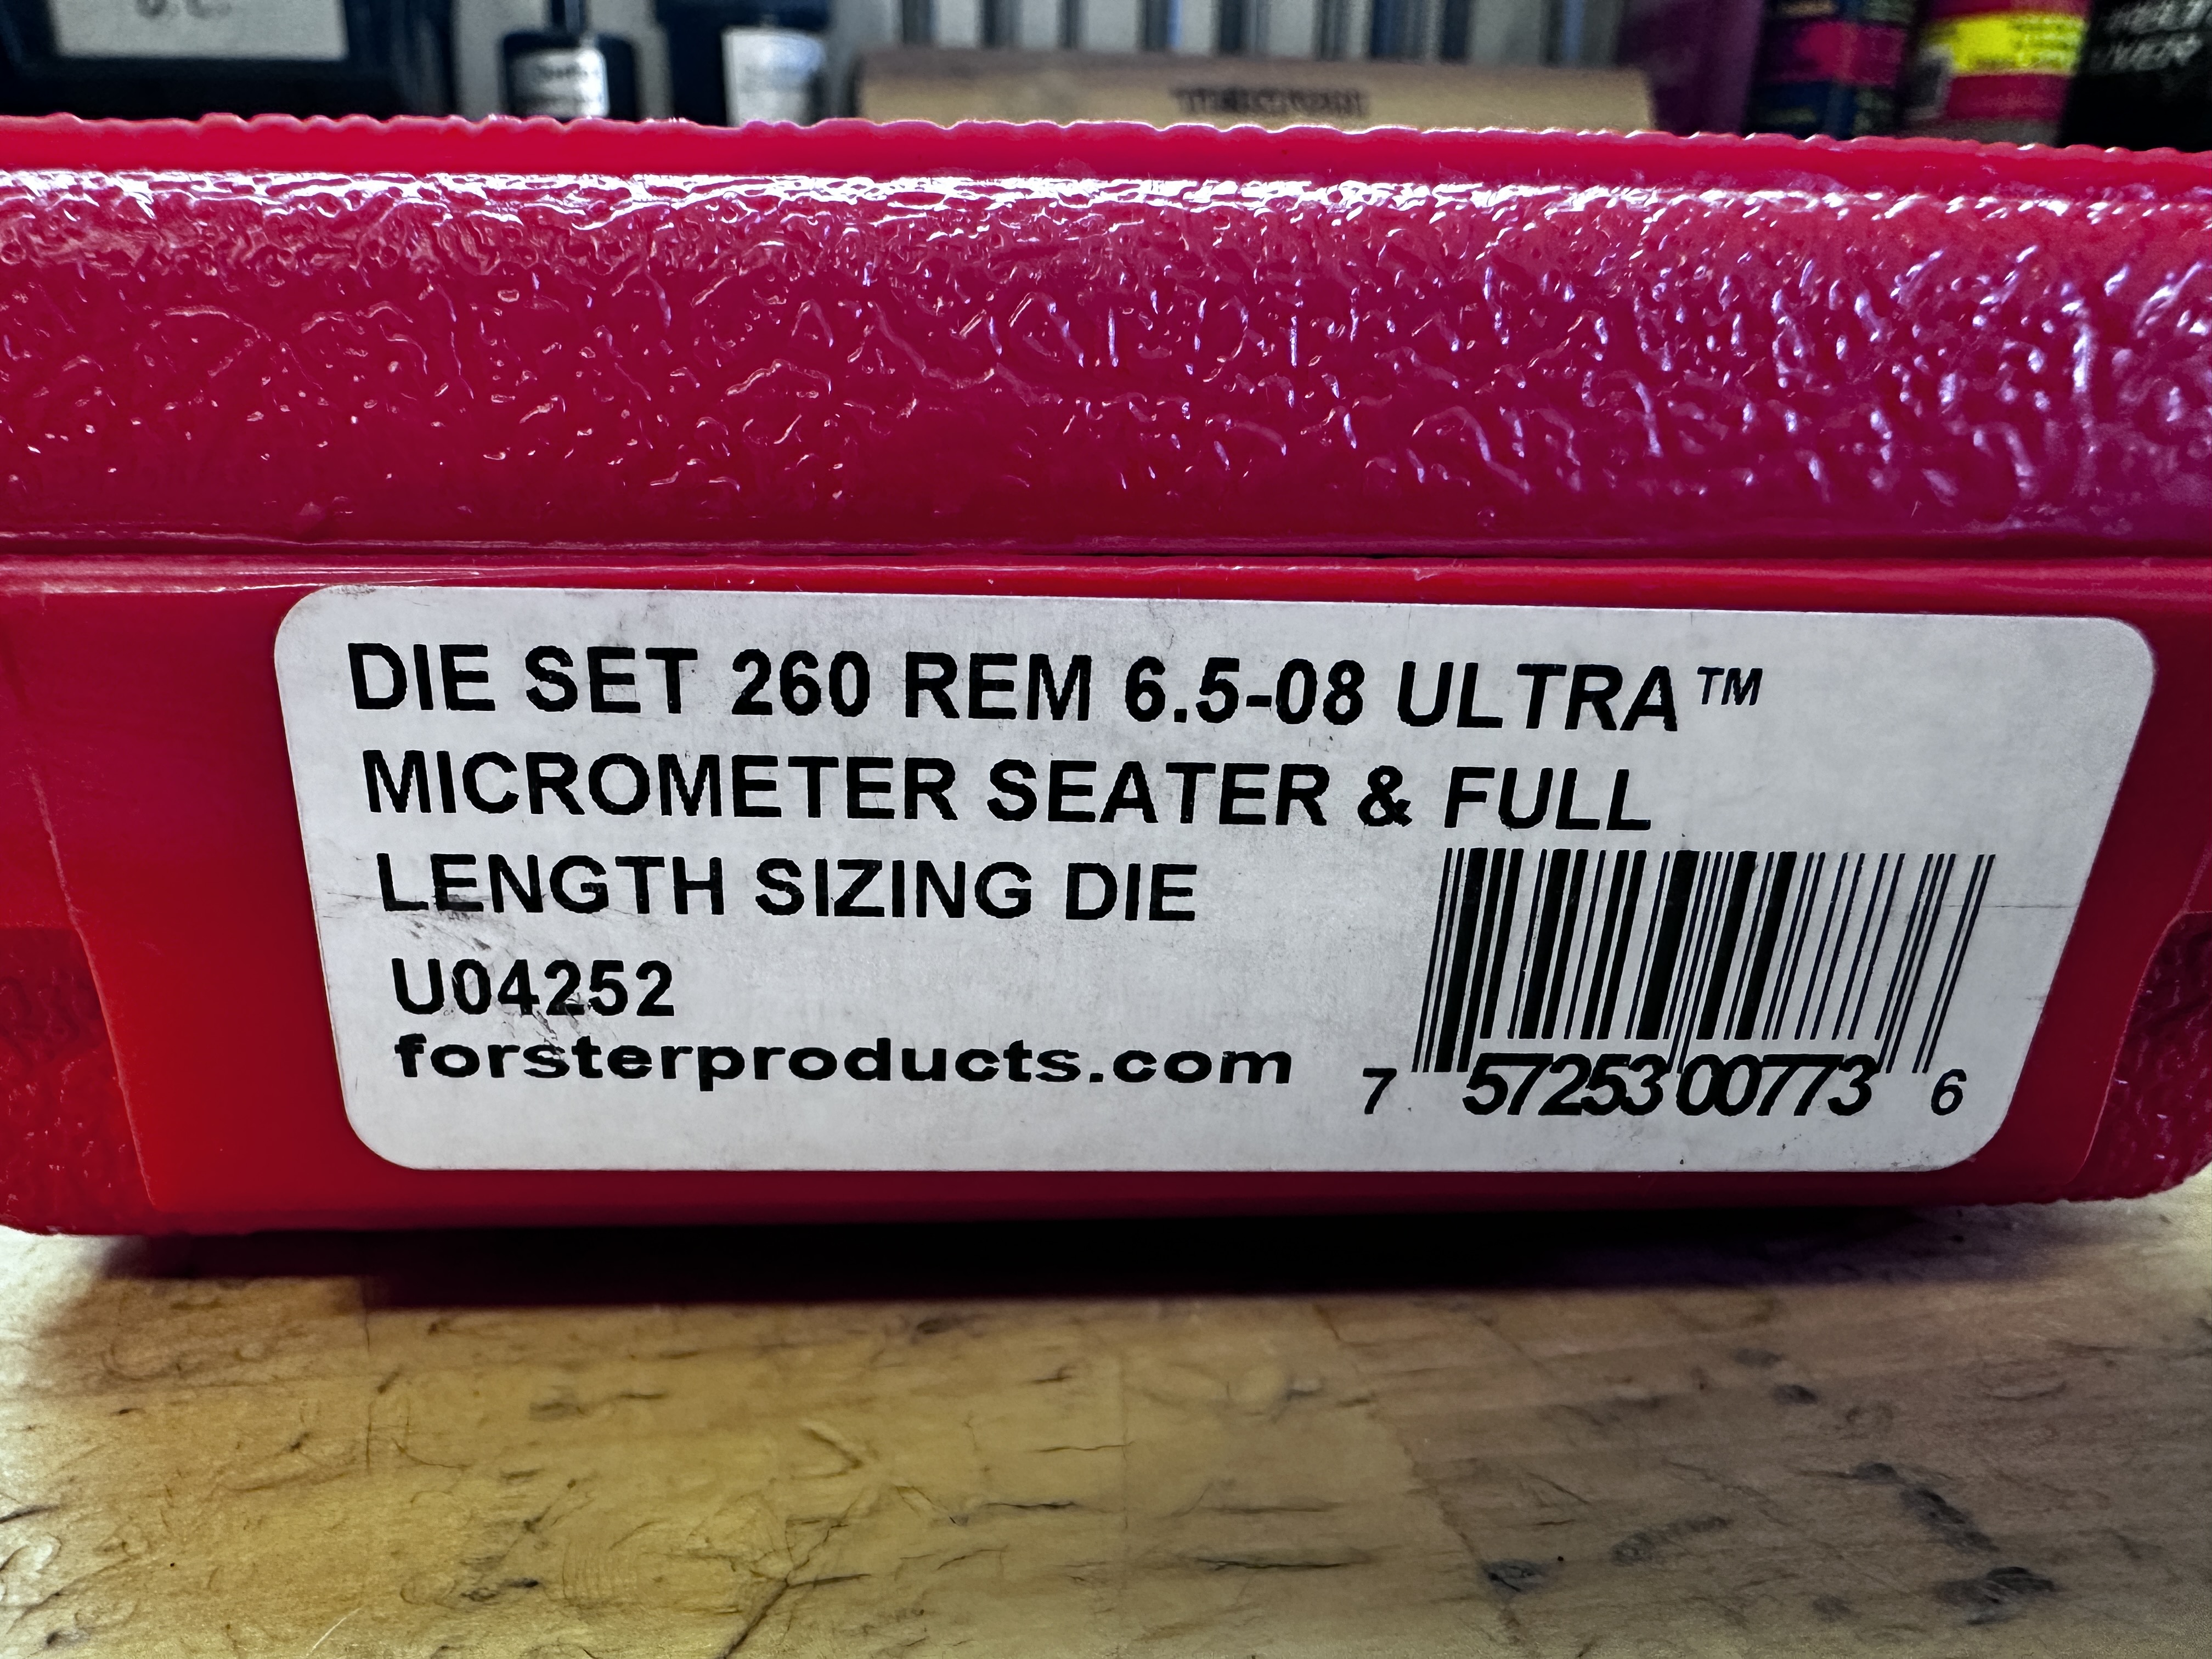 DIE SET 260 REM 6.5-08 ULTRA™
MICROMETER SEATER & FULL
LENGTH SIZING DIE
U04252
forsterproducts.com
7 57253 00773 6